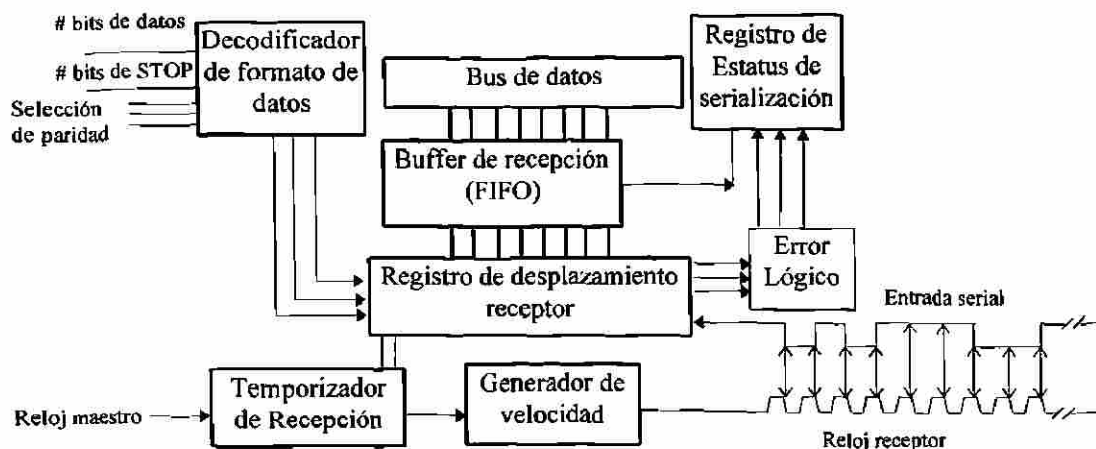 # bits de datos
# bits de STOP
Selección
de paridad
Decodificador
de formato de
datos
Bus de datos
Registro de
Estatus de
serialización
Buffer de recepción
(FIFO)
Registro de desplazamiento
receptor
Error
Lógico
Entrada serial
Reloj maestro
Temporizador
de Recepción
Generador de
velocidad
Reloj receptor